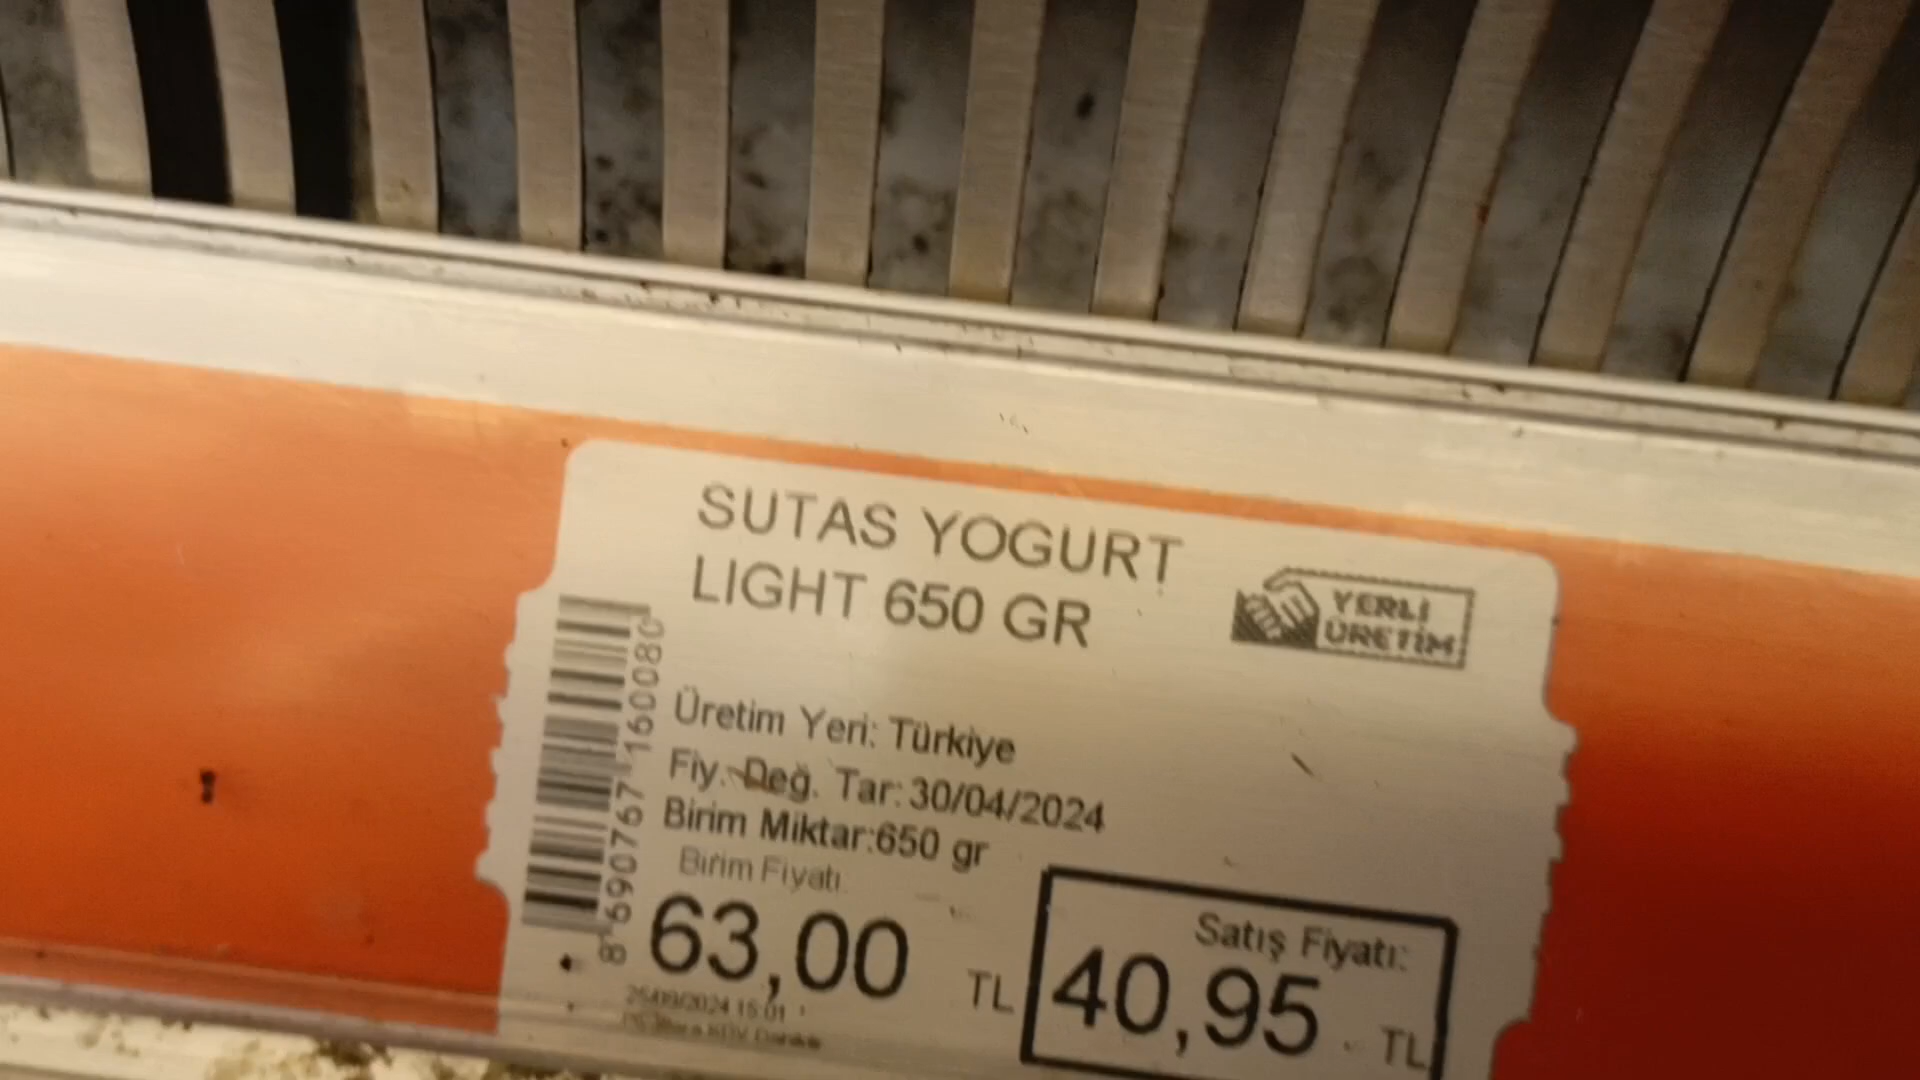 SUTAS YOGURT
LIGHT 650 GR
YERLİ
ÜRETİM
Üretim Yeri: Türkiye
Fiy. Değ. Tar: 30/04/2024
Birim Miktar:650 gr
Birim Fiyatı
63,00 TL
Satış Fiyatı:
40,95 TL
8 690767 160080